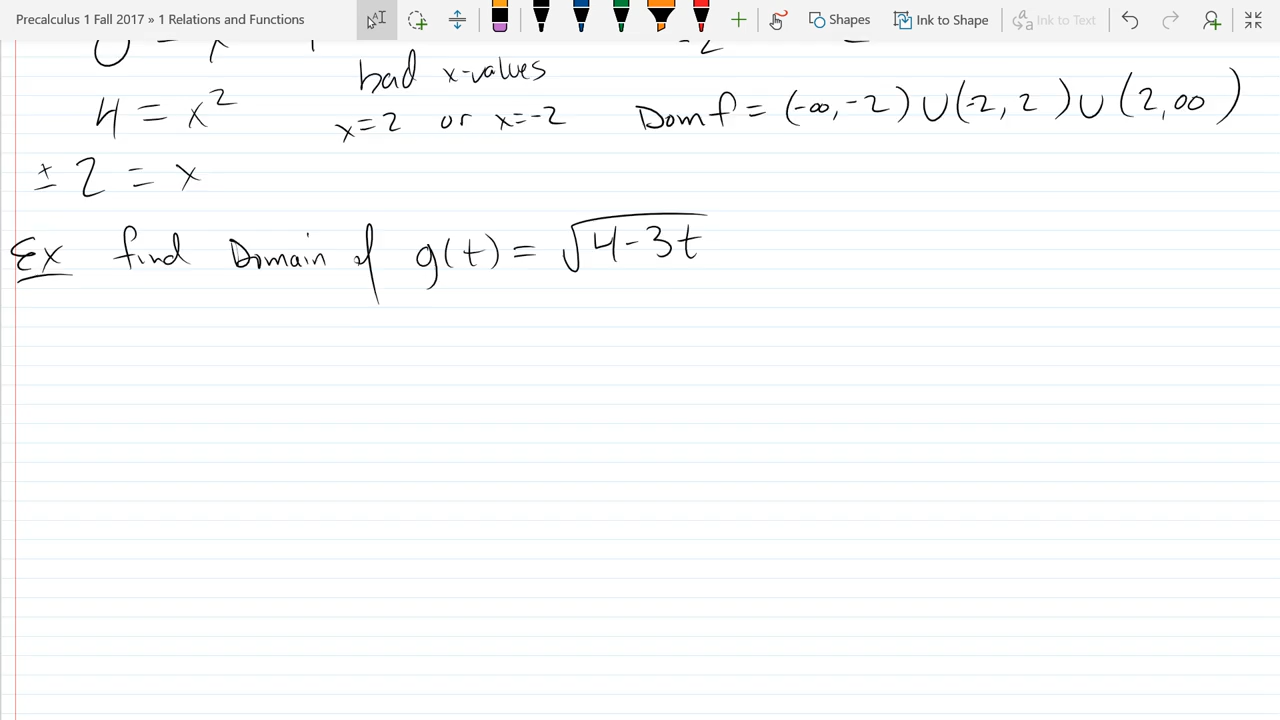 Precalculus 1 Fall 2017 » 1 Relations and Functions
Shapes
Ink to Shape
Ink to Text
bad x-values
4 = x²
x=2 or x=-2
Dom f = (-∞, -2) ∪ (-2, 2) ∪ (2, ∞)
± 2 = x
Ex find Domain of g(t) = √(4-3t)